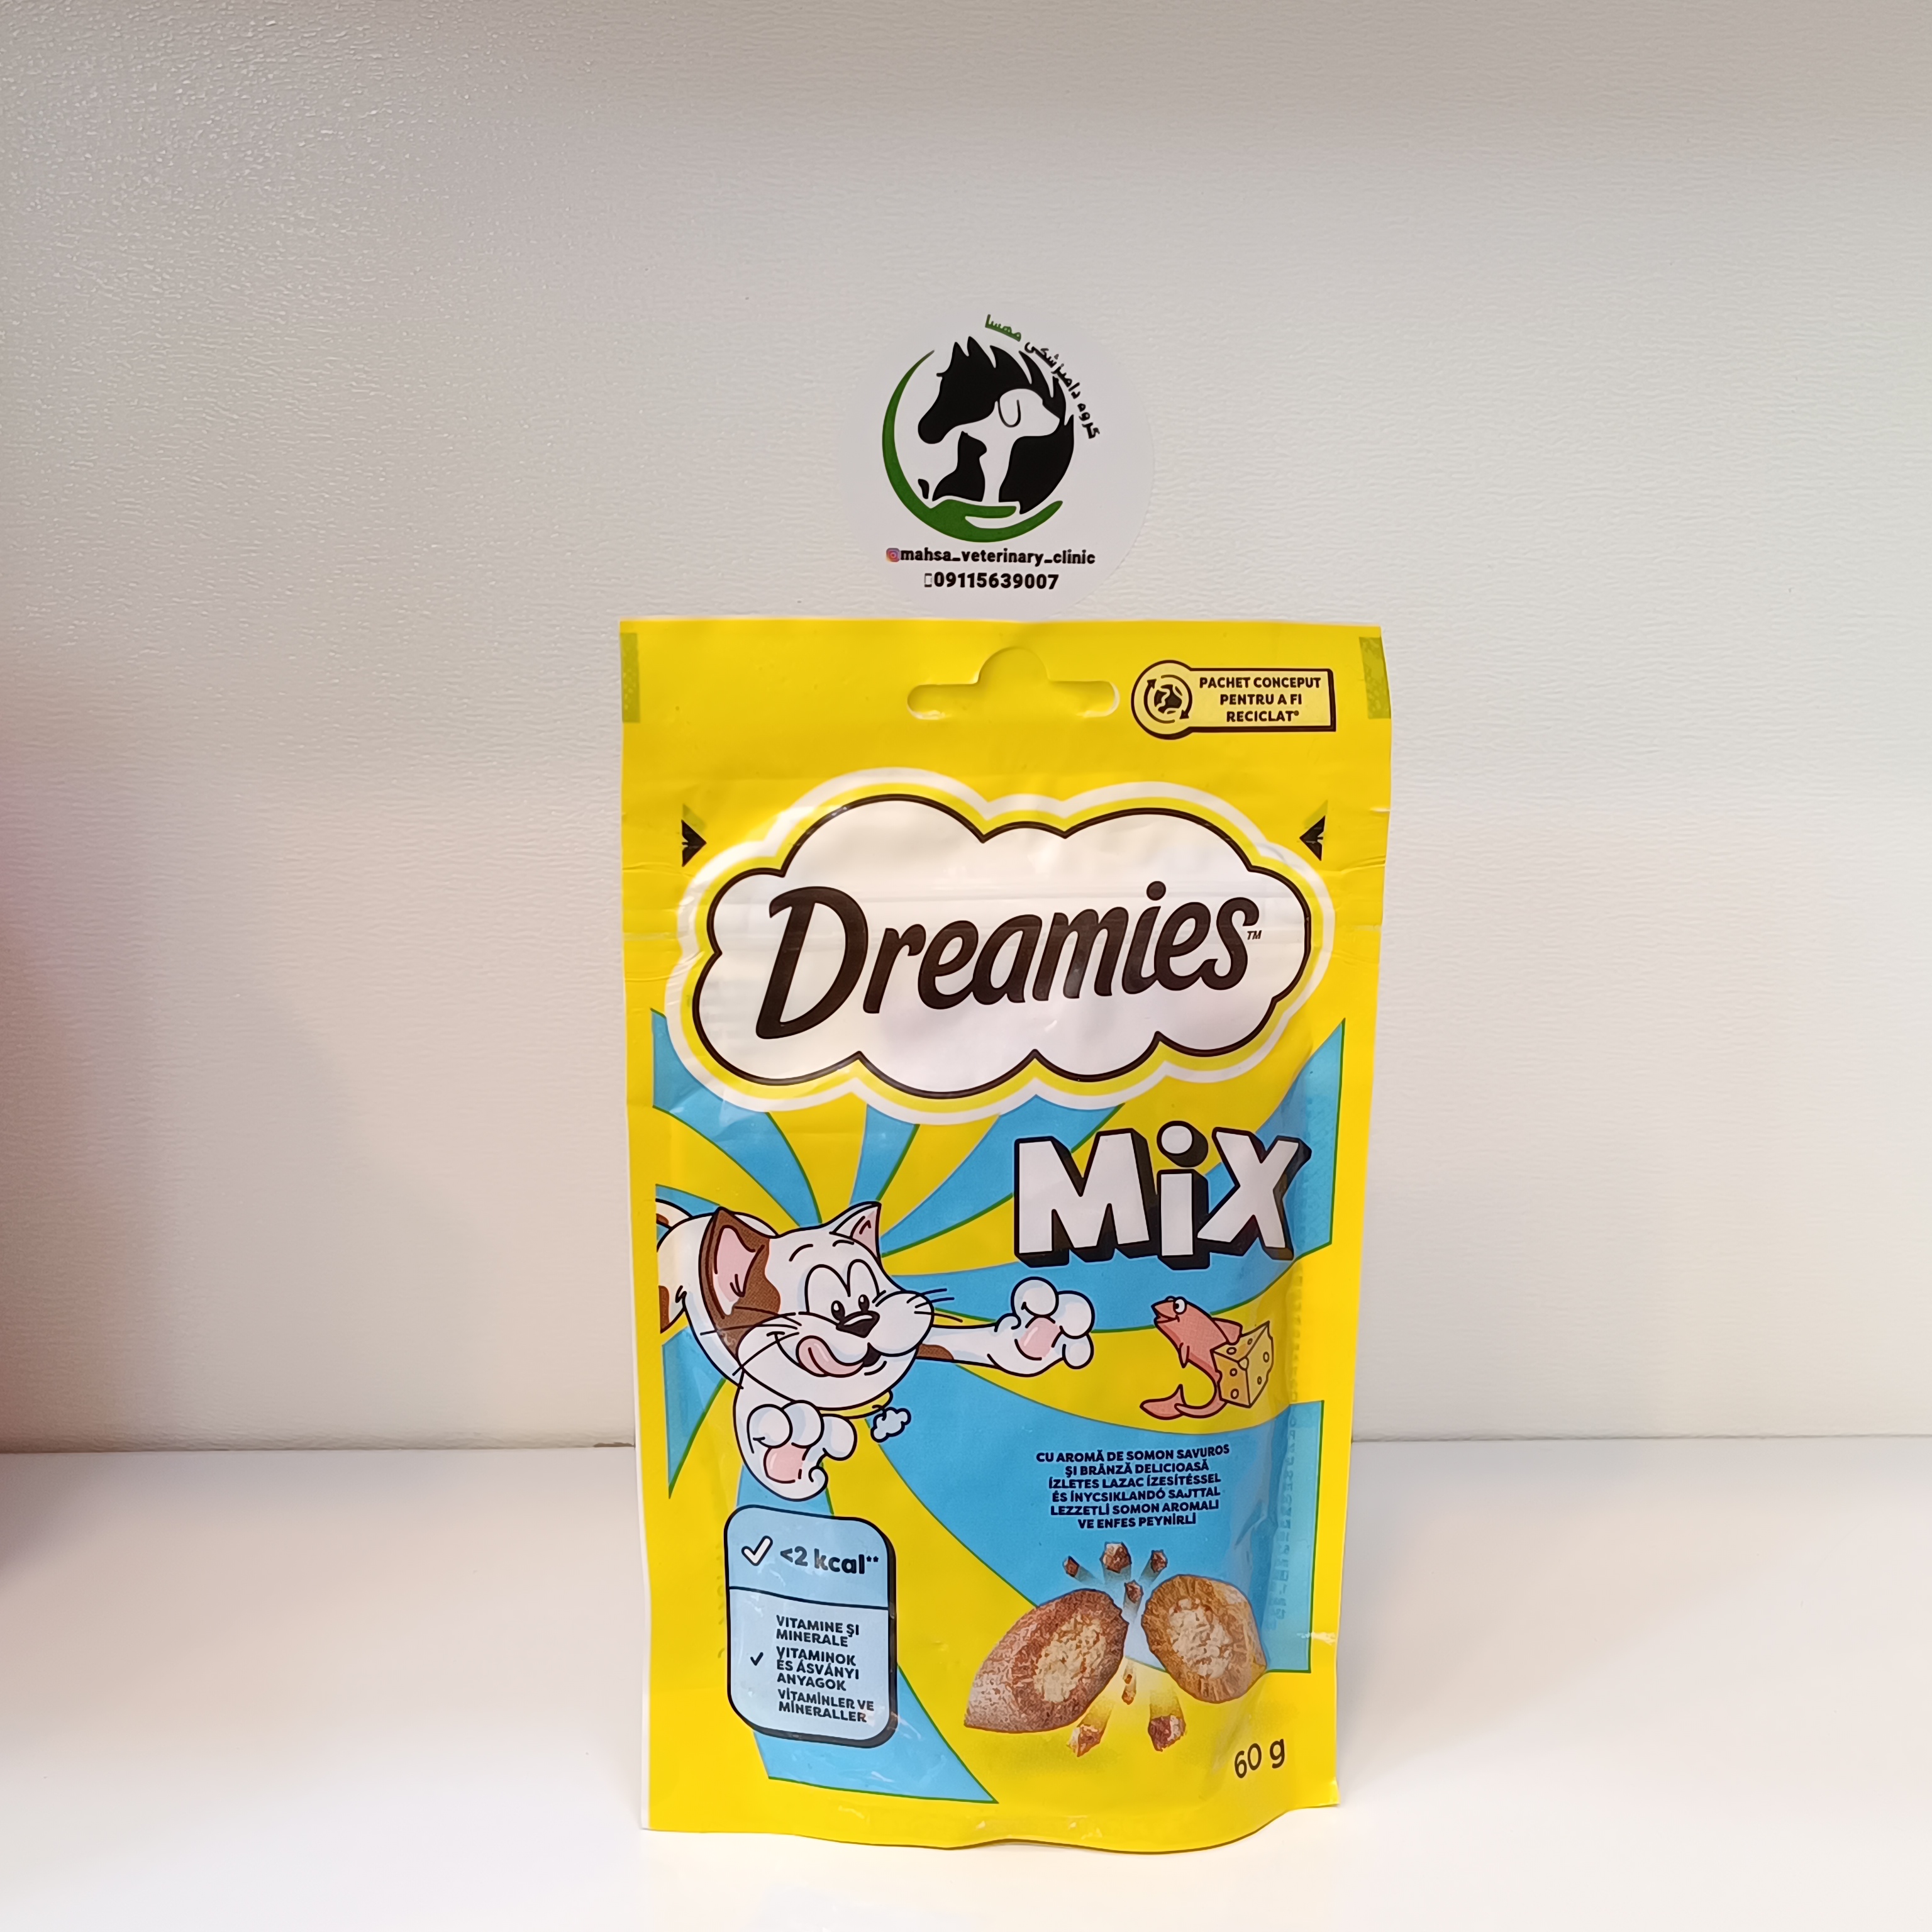 گروه دامپزشکی مهسا
mahsa_veterinary_clinic
09115639007
PACHET CONCEPUT
PENTRU A FI
RECICLAT*
Dreamies™
MiX
CU AROMĂ DE SOMON SAVUROS
ȘI BRÂNZĂ DELICIOASĂ
ÍZLETES LAZAC ÍZESÍTÉSSEL
ÉS ÍNYCSIKLANDÓ SAJTTAL
LEZZETLİ SOMON AROMALI
VE ENFES PEYNİRLİ
<2 kcal**
VITAMINE ȘI
MINERALE
VITAMINOK
ÉS ÁSVÁNYI
ANYAGOK
VİTAMİNLER VE
MİNERALLER
60 g